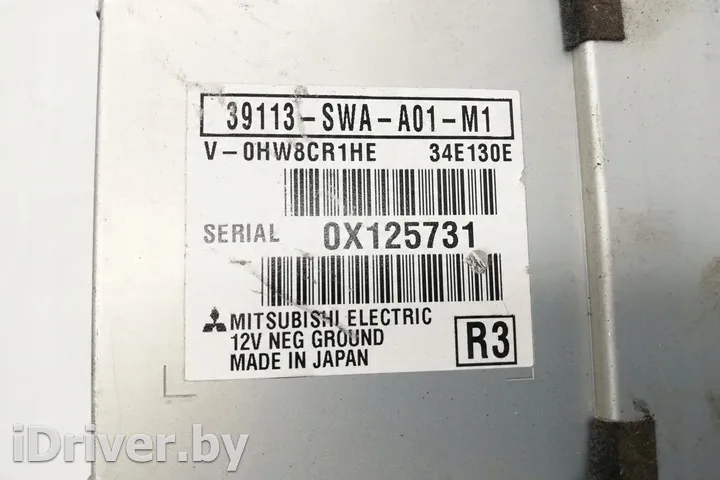 39113-SWA-A01-M1
V-0HW8CR1HE 34E130E
SERIAL 0X125731
MITSUBISHI ELECTRIC
12V NEG GROUND
MADE IN JAPAN
R3
iDriver.by